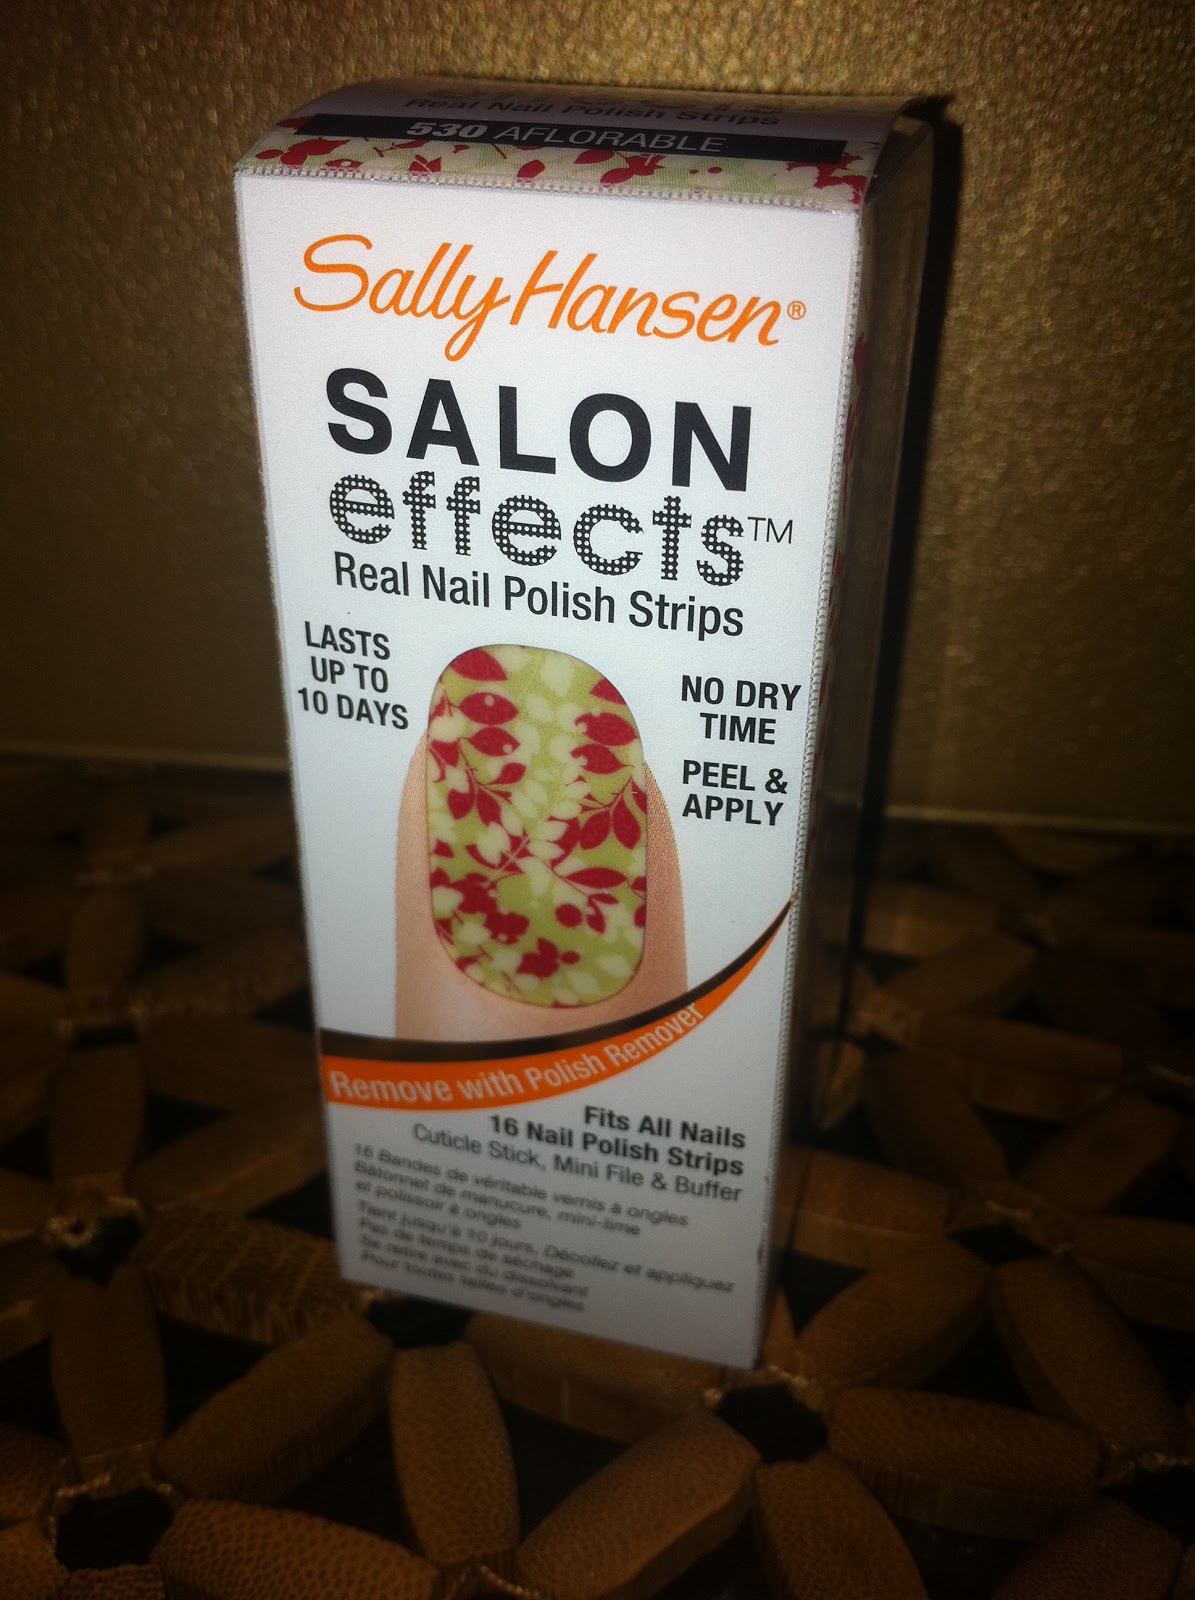 Real Nail Polish Strips
530 AFLORABLE
Sally Hansen®
SALON
effects™
Real Nail Polish Strips
LASTS
UP TO
10 DAYS
NO DRY
TIME
PEEL &
APPLY
Remove with Polish Remover
Fits All Nails
16 Nail Polish Strips
Cuticle Stick, Mini File & Buffer
16 Bandes de véritable vernis à ongles
Bâtonnet de manucure, mini-lime
et polissoir à ongles
Tient jusqu'à 10 jours, Décollez et appliquez
Pas de temps de séchage
Se retire avec du dissolvant
Pour toutes tailles d'ongles